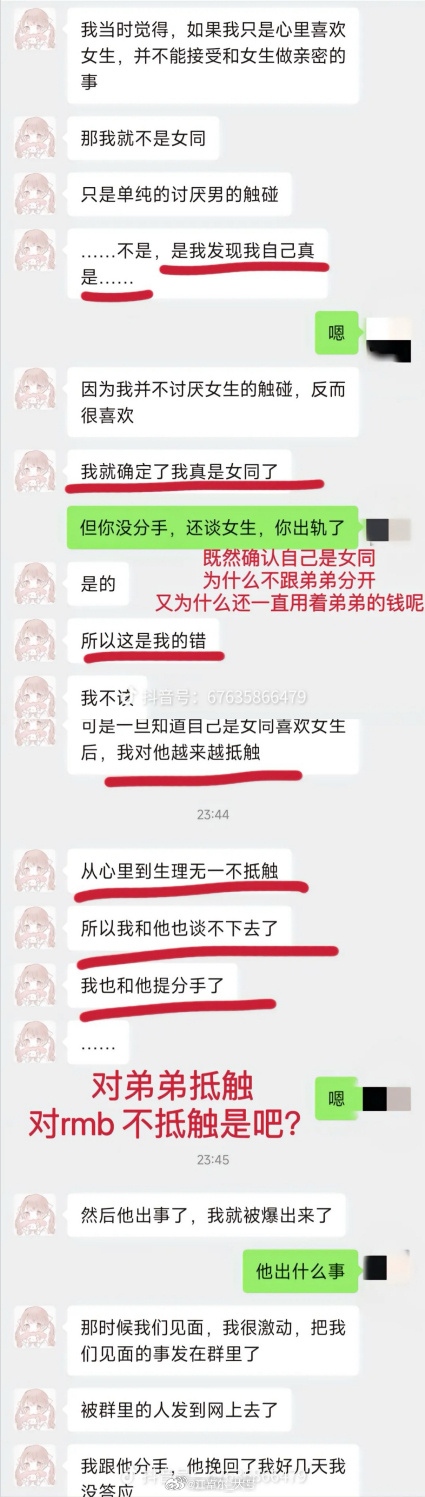 我当时觉得，如果我只是心里喜欢
女生，并不能接受和女生做亲密的
事
那我就不是女同
只是单纯的讨厌男的触碰
……不是，是我发现我自己真
是……
嗯
因为我并不讨厌女生的触碰，反而
很喜欢
我就确定了我真是女同了
但你没分手，还谈女生，你出轨了
既然确认自己是女同
为什么不跟弟弟分开
又为什么还一直用着弟弟的钱呢
是的
所以这是我的错
我不该
抖音号：67635866479
可是一旦知道自己是女同喜欢女生
后，我对他越来越抵触
23:44
从心里到生理无一不抵触
所以我和他也谈不下去了
我也和他提分手了
……
对弟弟抵触
对rmb 不抵触是吧？
嗯
23:45
然后他出事了，我就被爆出来了
他出什么事
那时候我们见面，我很激动，把我
们见面的事发在群里了
被群里的人发到网上去了
我跟他分手，他挽回了我好几天我
没答应